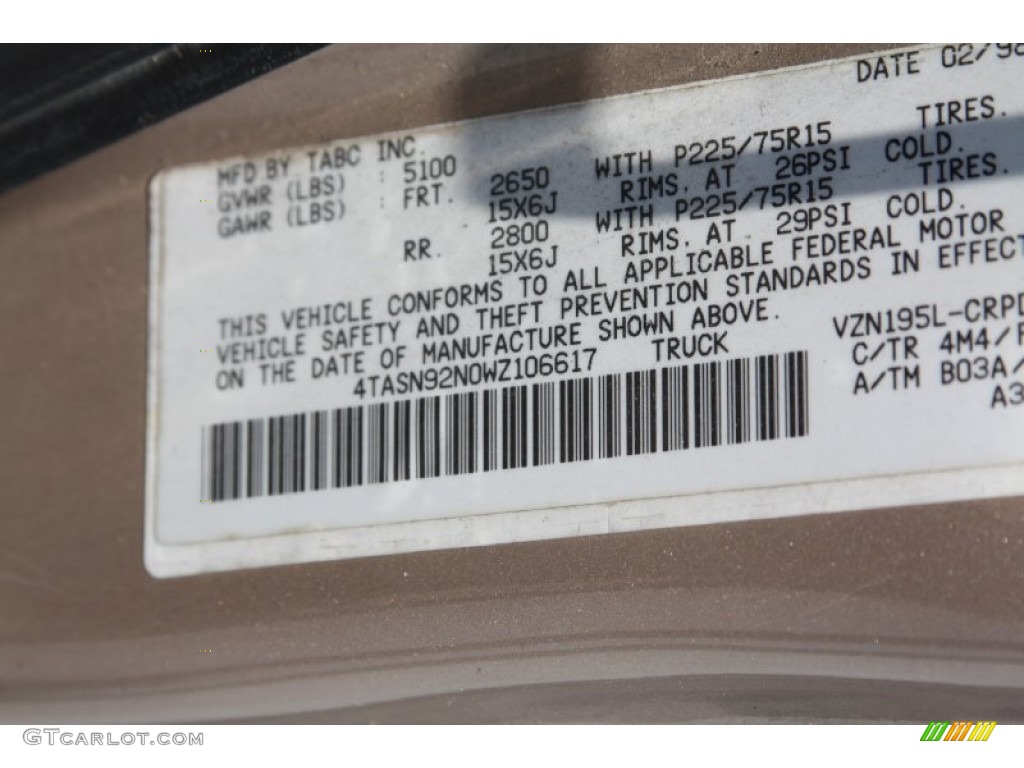 DATE 02/98
MFD BY TABC INC.
GVWR (LBS) : 5100
GAWR (LBS) : FRT. 2650 WITH P225/75R15 TIRES.
15X6J RIMS. AT 26PSI COLD.
RR. 2800 WITH P225/75R15 TIRES.
15X6J RIMS. AT 29PSI COLD.
THIS VEHICLE CONFORMS TO ALL APPLICABLE FEDERAL MOTOR
VEHICLE SAFETY AND THEFT PREVENTION STANDARDS IN EFFECT
ON THE DATE OF MANUFACTURE SHOWN ABOVE.
4TASN92N0WZ106617 TRUCK
VZN195L-CRPD
C/TR 4M4/F
A/TM B03A/
A3
GTCarlot.com